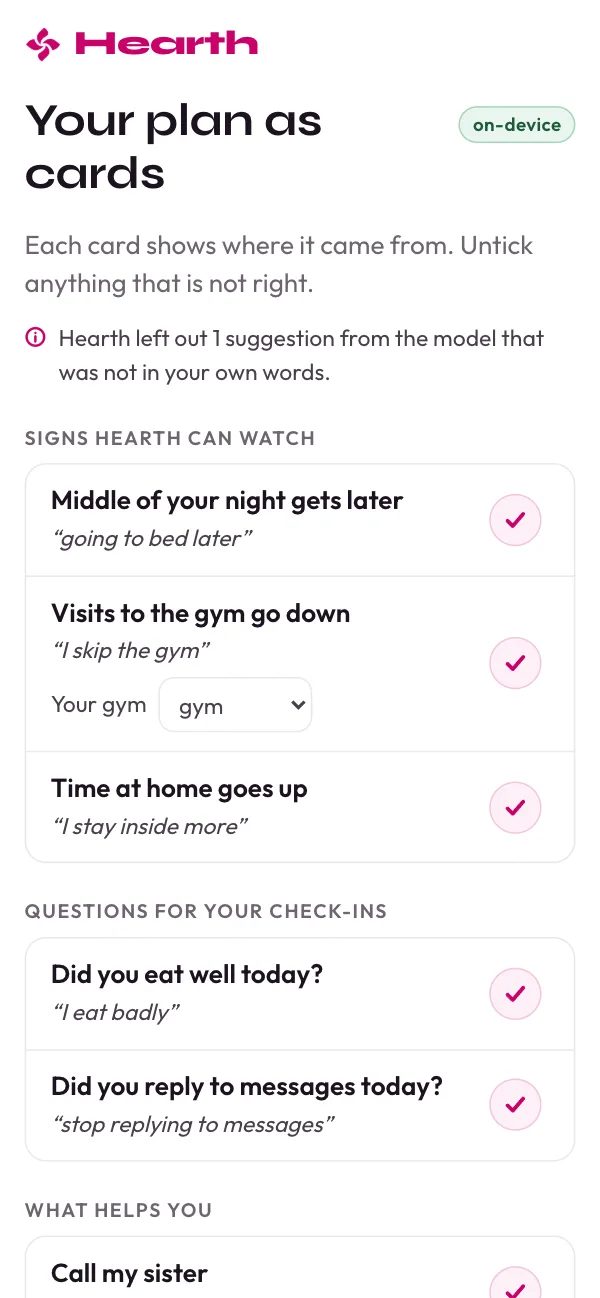 Hearth
Your plan as
cards
on-device
Each card shows where it came from. Untick
anything that is not right.
Hearth left out 1 suggestion from the model that
was not in your own words.
SIGNS HEARTH CAN WATCH
Middle of your night gets later
“going to bed later”
Visits to the gym go down
“I skip the gym”
Your gym gym
Time at home goes up
“I stay inside more”
QUESTIONS FOR YOUR CHECK-INS
Did you eat well today?
“I eat badly”
Did you reply to messages today?
“stop replying to messages”
WHAT HELPS YOU
Call my sister